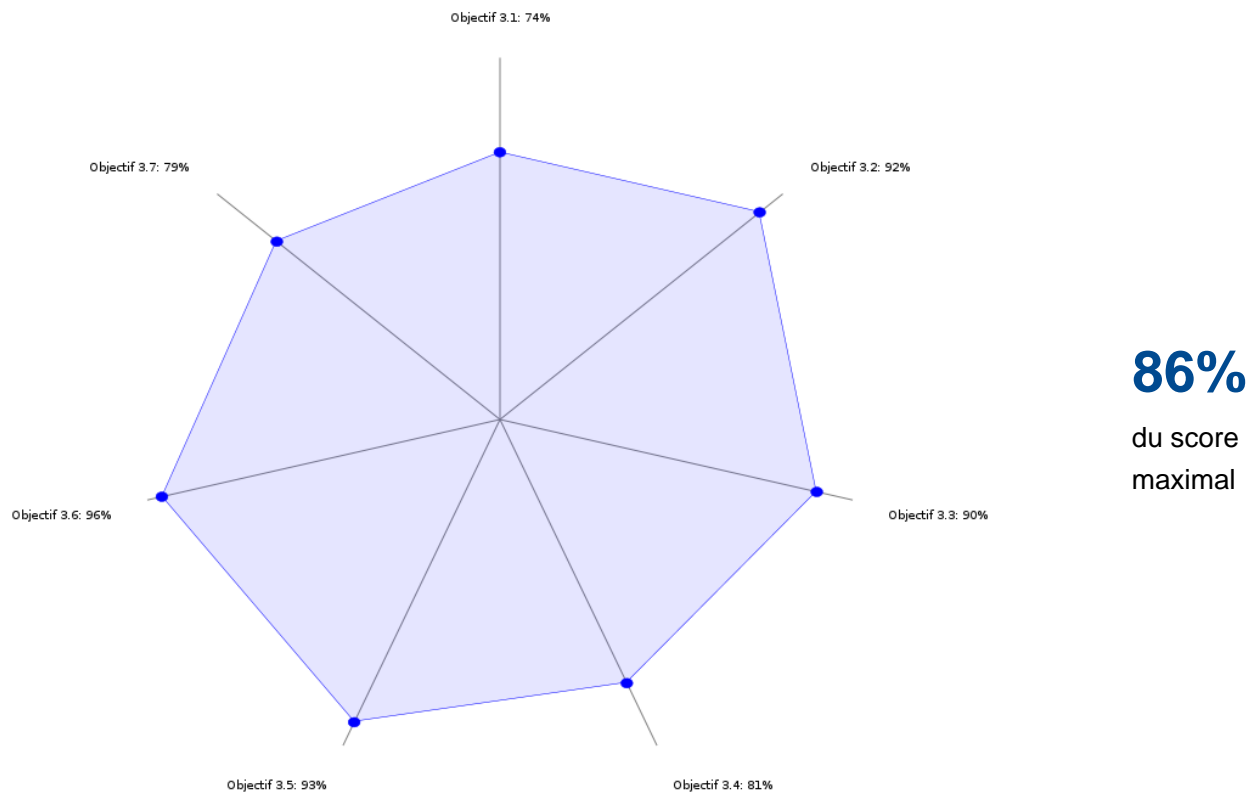 Objectif 3.1: 74%
Objectif 3.7: 79%
Objectif 3.2: 92%
86%
du score
maximal
Objectif 3.6: 96%
Objectif 3.3: 90%
Objectif 3.5: 93%
Objectif 3.4: 81%